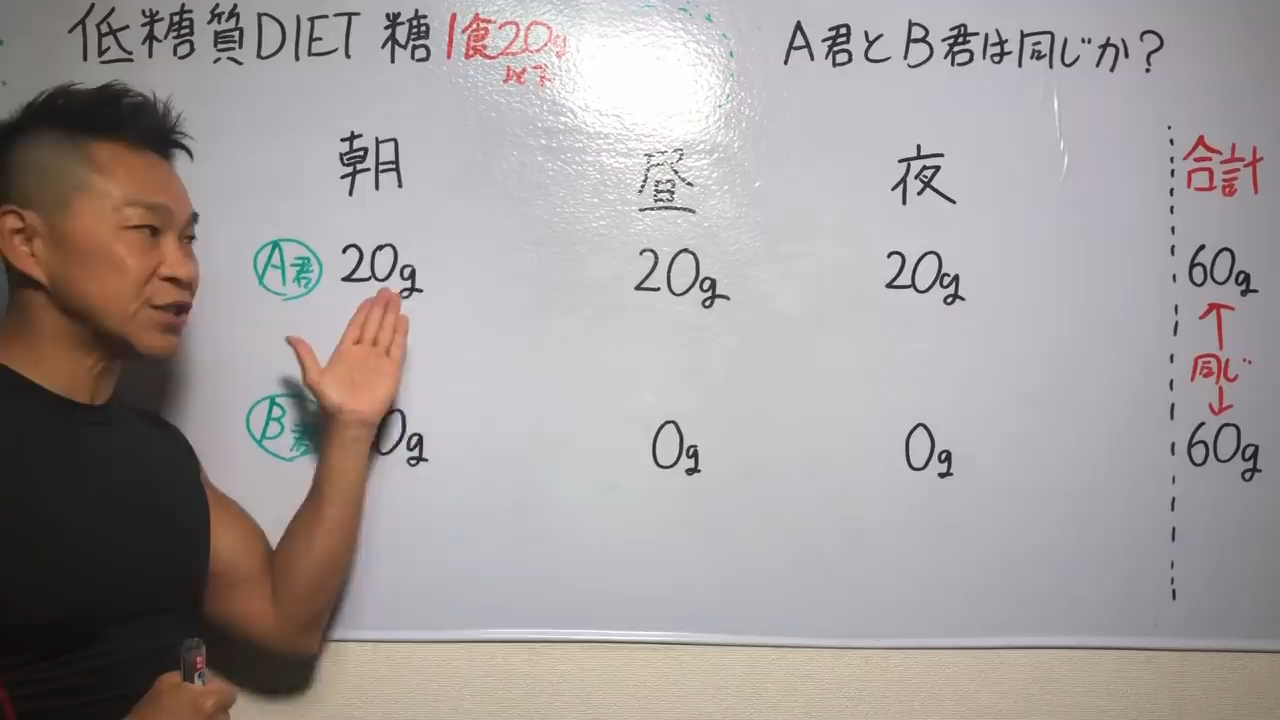 低糖質DIET 糖1食20g
以下
A君とB君は同じか?
朝 昼 夜 合計
A君 20g 20g 20g 60g
↑
同じ
↓
B君 0g 0g 0g 60g